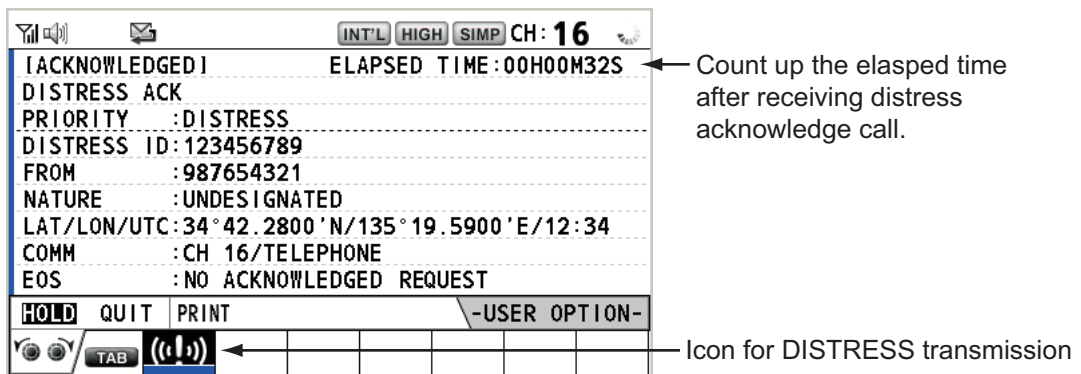 INT'L HIGH SIMP CH: 16
[ACKNOWLEDGED] ELAPSED TIME:00H00M32S
DISTRESS ACK
PRIORITY :DISTRESS
DISTRESS ID:123456789
FROM :987654321
NATURE :UNDESIGNATED
LAT/LON/UTC:34°42.2800'N/135°19.5900'E/12:34
COMM :CH 16/TELEPHONE
EOS :NO ACKNOWLEDGED REQUEST
HOLD QUIT PRINT -USER OPTION-
TAB
Count up the elasped time
after receiving distress
acknowledge call.
Icon for DISTRESS transmission